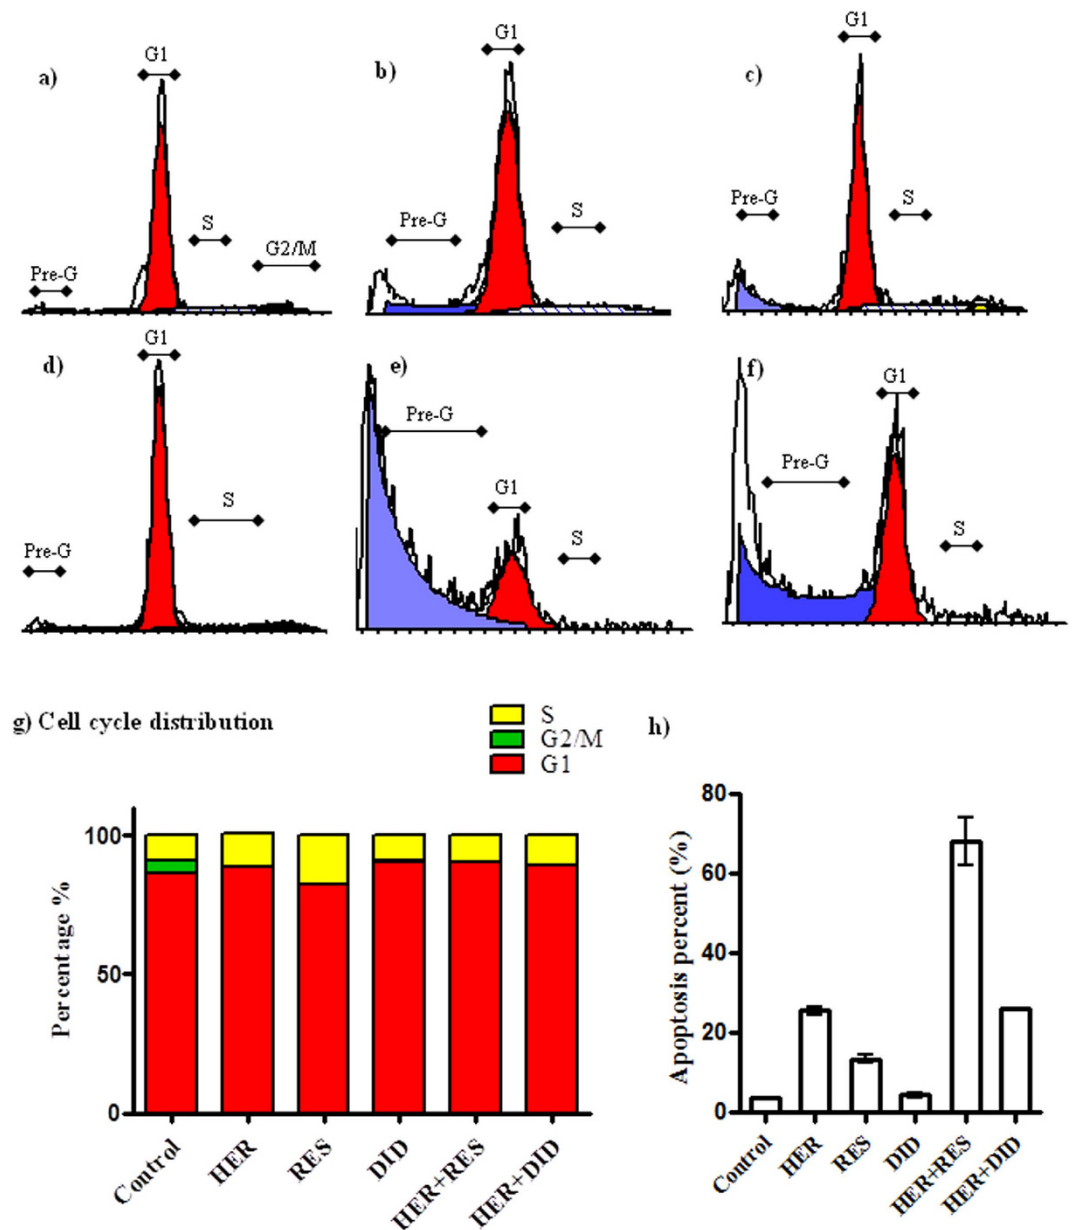 a)
G1
S
G2/M
Pre-G
b)
G1
Pre-G
S
c)
G1
Pre-G
S
d)
G1
S
Pre-G
e)
Pre-G
G1
S
f)
G1
Pre-G
S
g) Cell cycle distribution
S
G2/M
G1
Percentage %
100
50
0
Control
HER
RES
DID
HER+RES
HER+DID
h)
Apoptosis percent (%)
80
60
40
20
0
Control
HER
RES
DID
HER+RES
HER+DID